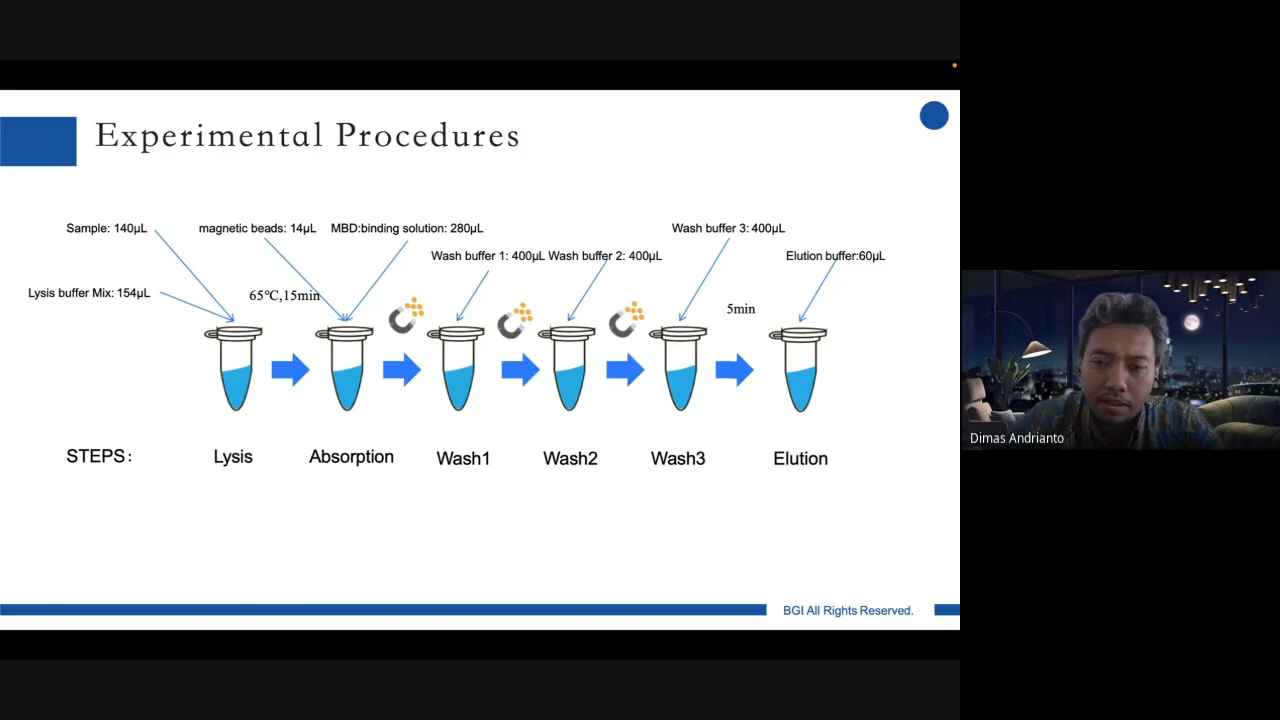 Experimental Procedures
Sample: 140μL
magnetic beads: 14μL
MBD:binding solution: 280μL
Wash buffer 3: 400μL
Wash buffer 1: 400μL
Wash buffer 2: 400μL
Elution buffer:60μL
Lysis buffer Mix: 154μL
65℃,15min
5min
STEPS:
Lysis
Absorption
Wash1
Wash2
Wash3
Elution
BGI All Rights Reserved.
Dimas Andrianto